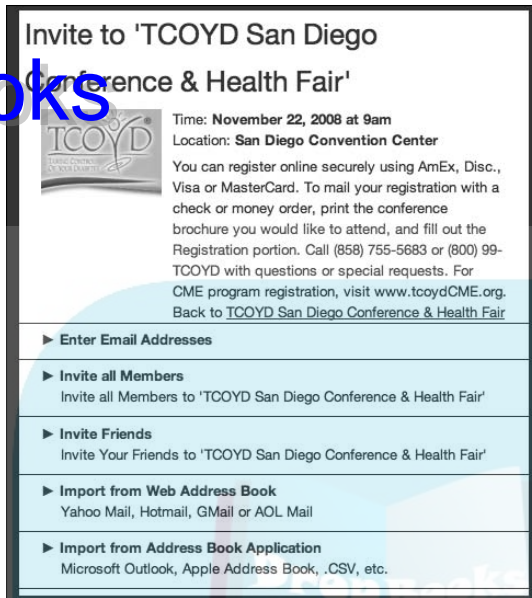 Invite to 'TCOYD San Diego
Conference & Health Fair'
oks
TCOYD
TAKING CONTROL
OF YOUR DIABETES
Time: November 22, 2008 at 9am
Location: San Diego Convention Center
You can register online securely using AmEx, Disc.,
Visa or MasterCard. To mail your registration with a
check or money order, print the conference
brochure you would like to attend, and fill out the
Registration portion. Call (858) 755-5683 or (800) 99-
TCOYD with questions or special requests. For
CME program registration, visit www.tcoydCME.org.
Back to TCOYD San Diego Conference & Health Fair
► Enter Email Addresses
► Invite all Members
Invite all Members to 'TCOYD San Diego Conference & Health Fair'
► Invite Friends
Invite Your Friends to 'TCOYD San Diego Conference & Health Fair'
► Import from Web Address Book
Yahoo Mail, Hotmail, GMail or AOL Mail
► Import from Address Book Application
Microsoft Outlook, Apple Address Book, .CSV, etc.
DropBooks